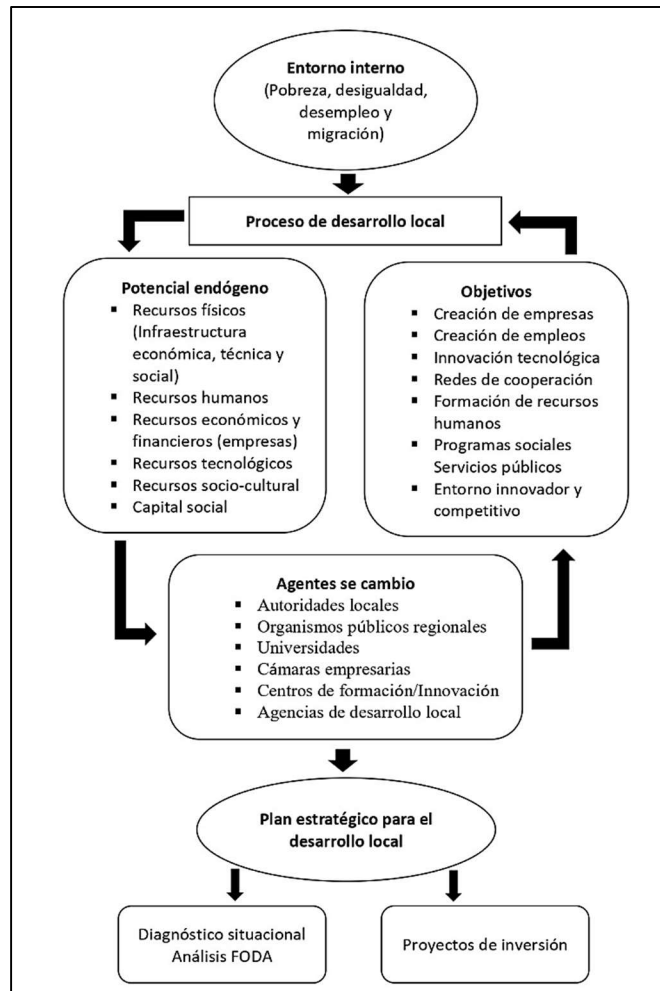 Entorno interno
(Pobreza, desigualdad,
desempleo y
migración)
Proceso de desarrollo local
Potencial endógeno
▪ Recursos físicos
(Infraestructura
económica, técnica y
social)
▪ Recursos humanos
▪ Recursos económicos y
financieros (empresas)
▪ Recursos tecnológicos
▪ Recursos socio-cultural
▪ Capital social
Objetivos
▪ Creación de empresas
▪ Creación de empleos
▪ Innovación tecnológica
▪ Redes de cooperación
▪ Formación de recursos
humanos
▪ Programas sociales
Servicios públicos
▪ Entorno innovador y
competitivo
Agentes se cambio
▪ Autoridades locales
▪ Organismos públicos regionales
▪ Universidades
▪ Cámaras empresarias
▪ Centros de formación/Innovación
▪ Agencias de desarrollo local
Plan estratégico para el
desarrollo local
Diagnóstico situacional
Análisis FODA
Proyectos de inversión